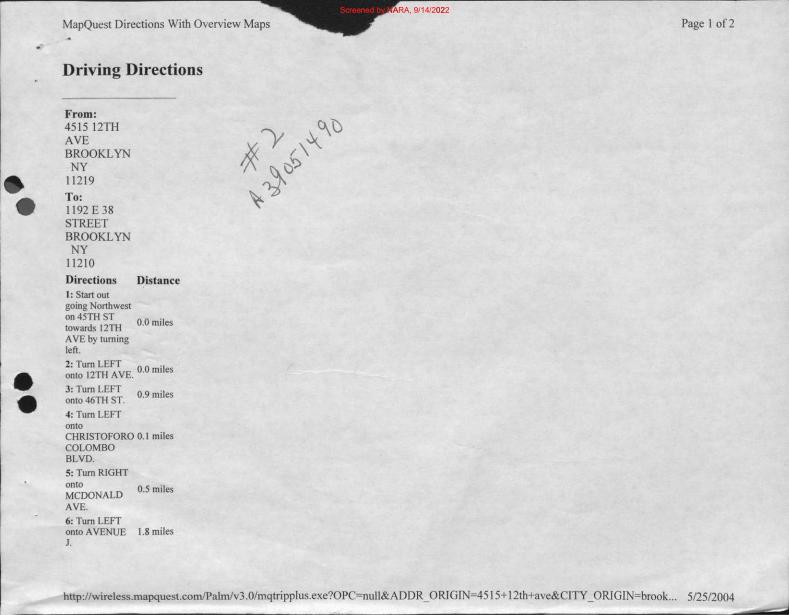 Screened by NARA, 9/14/2022
MapQuest Directions With Overview Maps
Page 1 of 2
Driving Directions
From:
4515 12TH
AVE
BROOKLYN
NY
11219
# 2
A39051490
To:
1192 E 38
STREET
BROOKLYN
NY
11210
Directions Distance
1: Start out
going Northwest
on 45TH ST
towards 12TH
AVE by turning
left.
0.0 miles
2: Turn LEFT
onto 12TH AVE.
0.0 miles
3: Turn LEFT
onto 46TH ST.
0.9 miles
4: Turn LEFT
onto
CHRISTOFORO
COLOMBO
BLVD.
0.1 miles
5: Turn RIGHT
onto
MCDONALD
AVE.
0.5 miles
6: Turn LEFT
onto AVENUE
J.
1.8 miles
http://wireless.mapquest.com/Palm/v3.0/mqtripplus.exe?OPC=null&ADDR_ORIGIN=4515+12th+ave&CITY_ORIGIN=brook... 5/25/2004